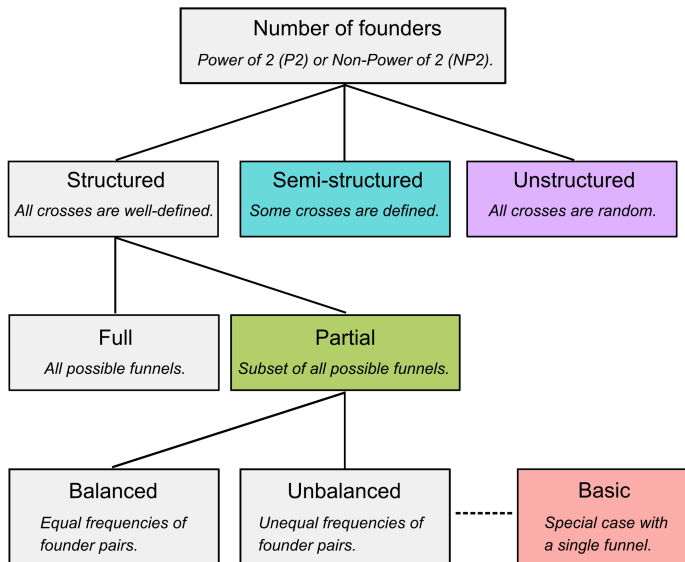 Number of founders
Power of 2 (P2) or Non-Power of 2 (NP2).
Structured
All crosses are well-defined.
Semi-structured
Some crosses are defined.
Unstructured
All crosses are random.
Full
All possible funnels.
Partial
Subset of all possible funnels.
Balanced
Equal frequencies of
founder pairs.
Unbalanced
Unequal frequencies of
founder pairs.
Basic
Special case with
a single funnel.